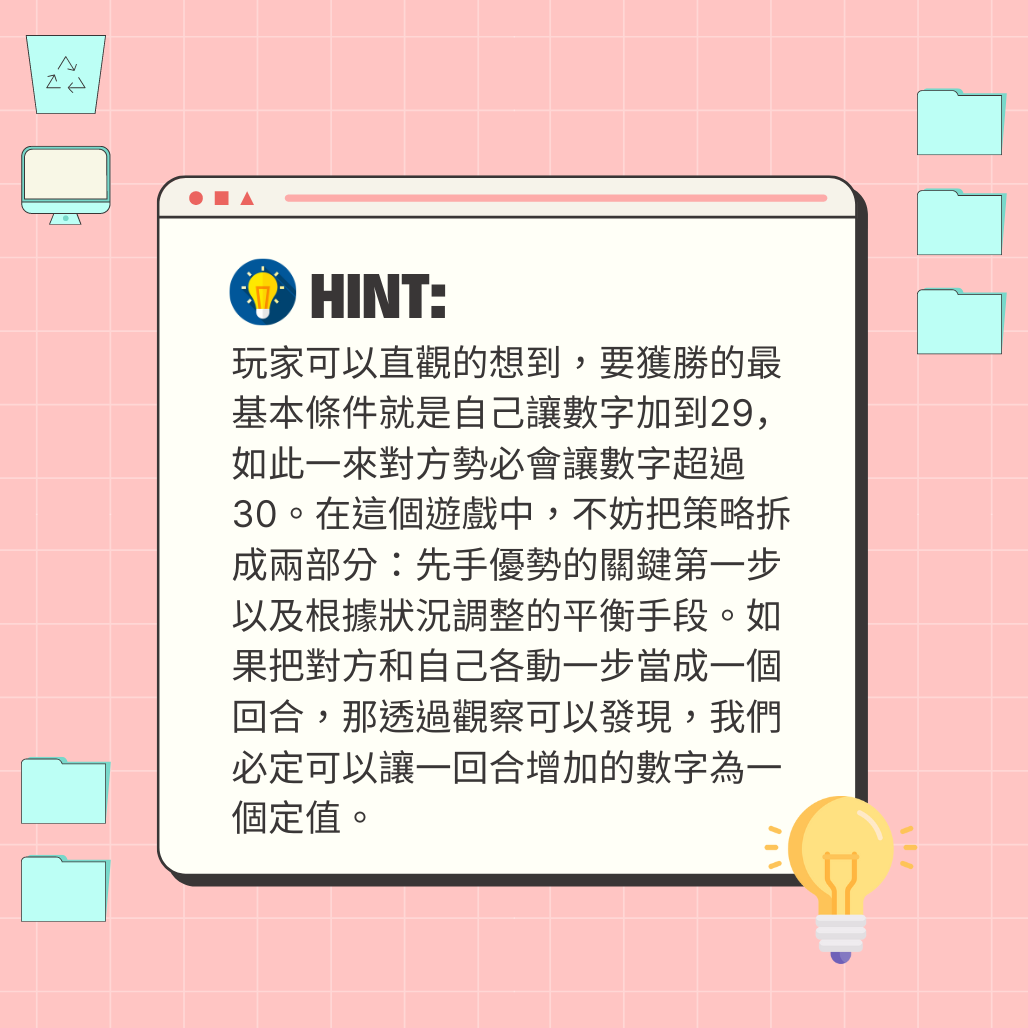 HINT:
玩家可以直觀的想到，要獲勝的最
基本條件就是自己讓數字加到29，
如此一來對方勢必會讓數字超過
30。在這個遊戲中，不妨把策略拆
成兩部分：先手優勢的關鍵第一步
以及根據狀況調整的平衡手段。如
果把對方和自己各動一步當成一個
回合，那透過觀察可以發現，我們
必定可以讓一回合增加的數字為一
個定值。